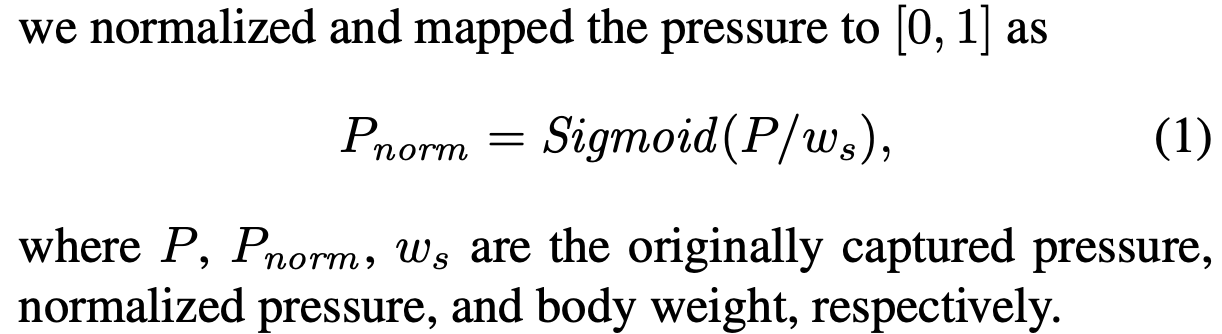 we normalized and mapped the pressure to [0, 1] as
P_{norm} = Sigmoid(P/w_s), (1)
where P, P_{norm}, w_s are the originally captured pressure,
normalized pressure, and body weight, respectively.